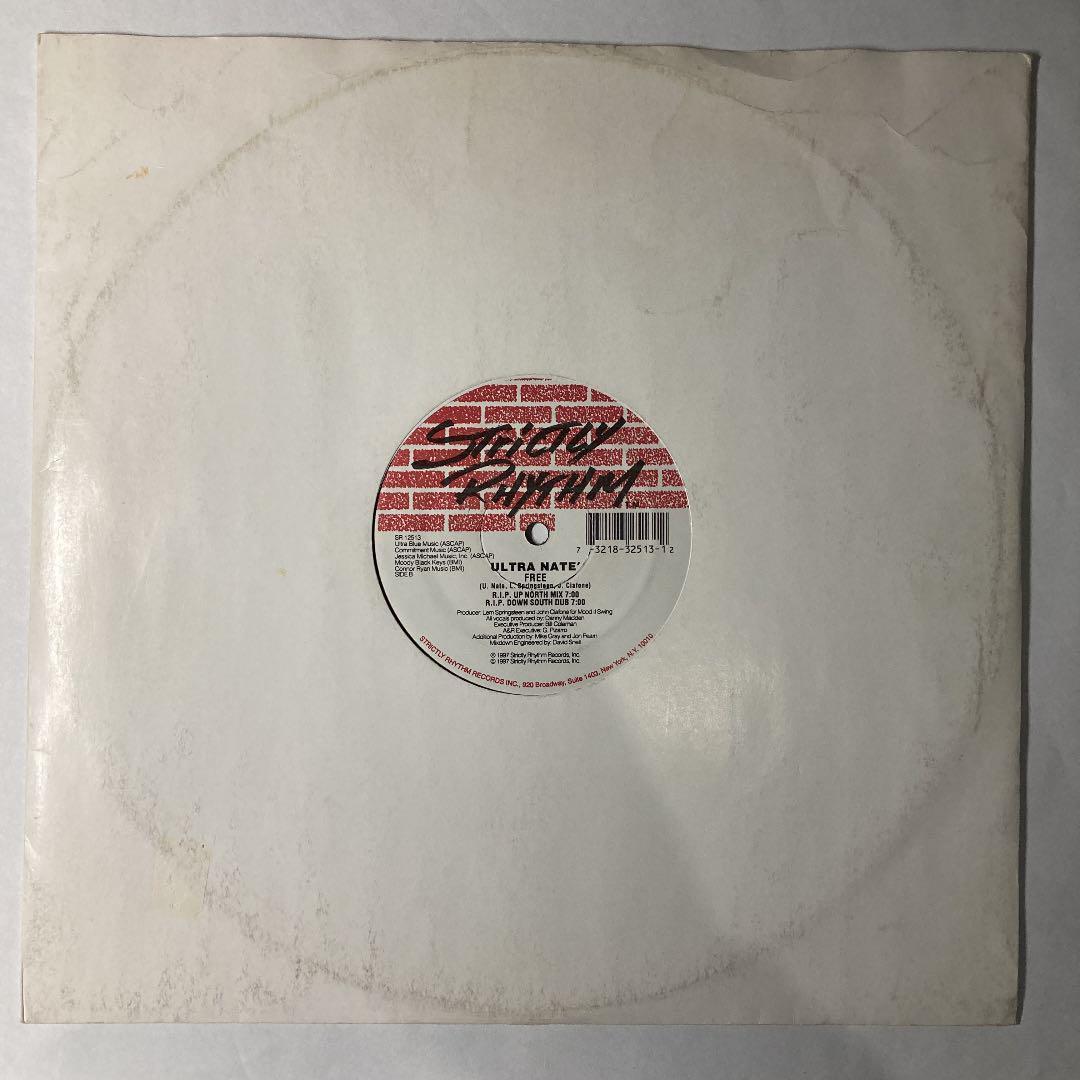 STRICTLY
RHYTHM
SR 12513
Ultra Blue Music (ASCAP)
Commitment Music (ASCAP)
Jessica Michael Music, Inc. (ASCAP)
Moody Black Keys (BMI)
Connor Ryan Music (BMI)
SIDE B
7 -3218-32513-1 2
ULTRA NATE'
FREE
(U. Nate, L. Springsteen, J. Ciafone)
R.I.P. UP NORTH MIX 7:00
R.I.P. DOWN SOUTH DUB 7:00
Producer: Lem Springsteen and John Ciafone for Mood II Swing
All vocals produced by: Danny Madden
Executive Producer: Bill Coleman
A&R Executive: G. Pizarro
Additional Production by: Mike Gray and Jon Pearn
Mixdown Engineered by: David Snell
℗ 1997 Strictly Rhythm Records, Inc.
© 1997 Strictly Rhythm Records, Inc.
STRICTLY RHYTHM RECORDS INC., 920 Broadway, Suite 1403, New York, N.Y. 10010